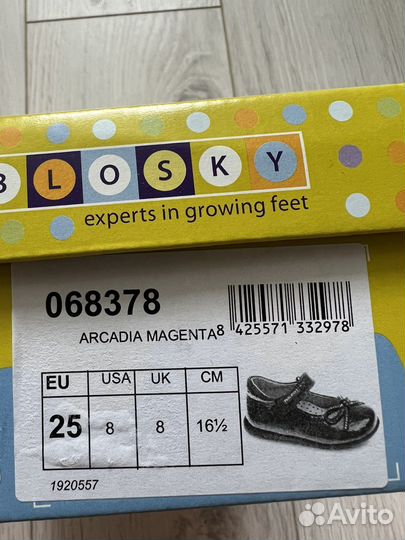 BLOSKY
experts in growing feet
068378
ARCADIA MAGENTA
8 425571 332978
EU USA UK CM
25 8 8 16½
1920557
Avito